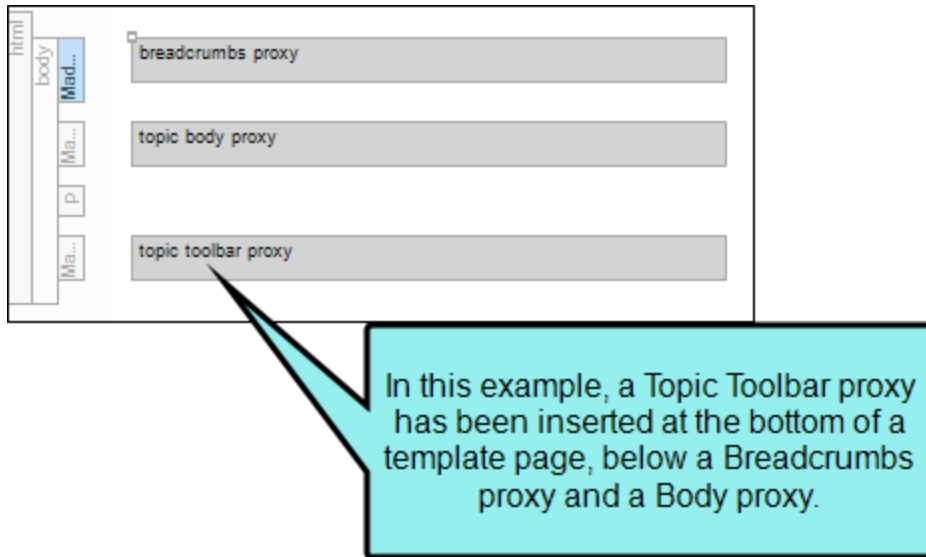 html
body
Mad...
breadcrumbs proxy
Ma...
topic body proxy
p
Ma...
topic toolbar proxy
In this example, a Topic Toolbar proxy
has been inserted at the bottom of a
template page, below a Breadcrumbs
proxy and a Body proxy.